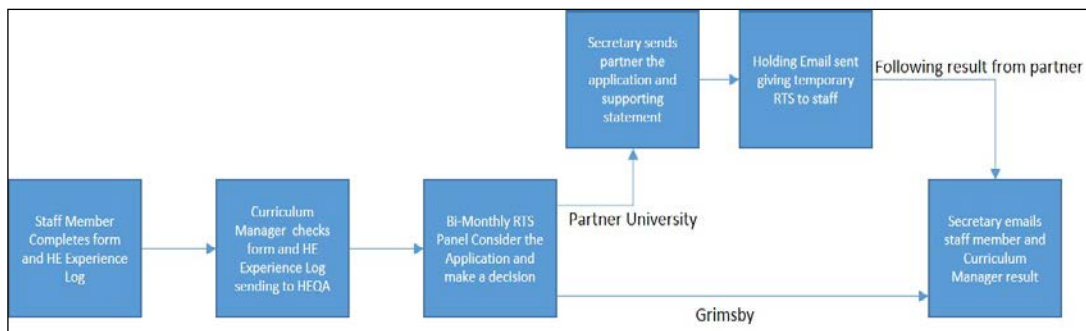 Staff Member
Completes form
and HE Experience
Log
Curriculum
Manager checks
form and HE
Experience Log
sending to HEQA
Bi-Monthly RTS
Panel Consider the
Application and
make a decision
Partner University
Secretary sends
partner the
application and
supporting
statement
Holding Email sent
giving temporary
RTS to staff
Following result from partner
Grimsby
Secretary emails
staff member and
Curriculum
Manager result